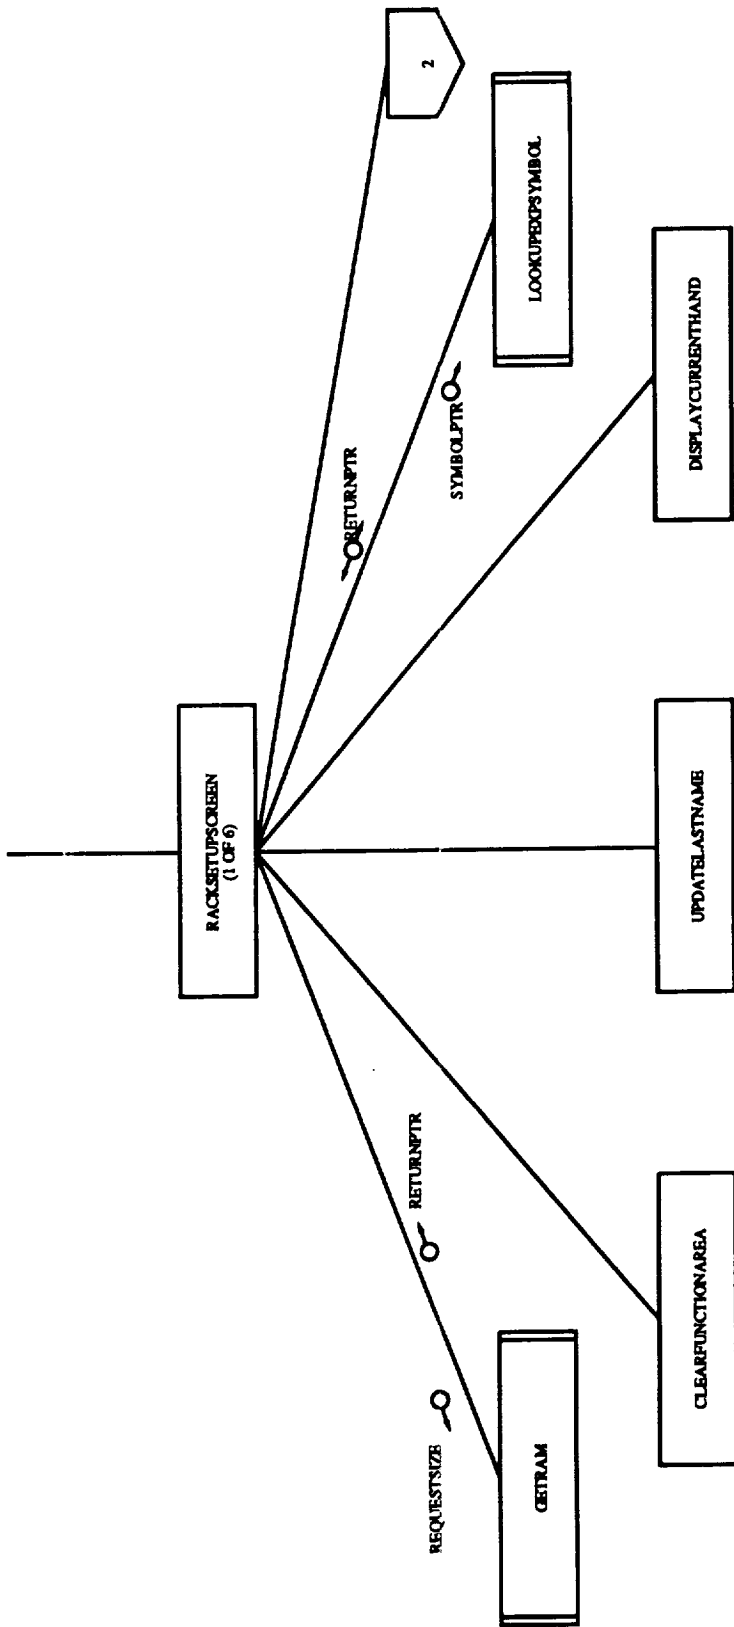 RACKSETUPSCREEN
(1 OF 6)
2
RETURNPTR
SYMBOLPTR
RETURNPTR
REQUESTSIZE
GETRAM
LOOKUPEXPSYMBOL
CLEARFUNCTIONAREA
UPDATELASTNAME
DISPLAYCURRENTHAND